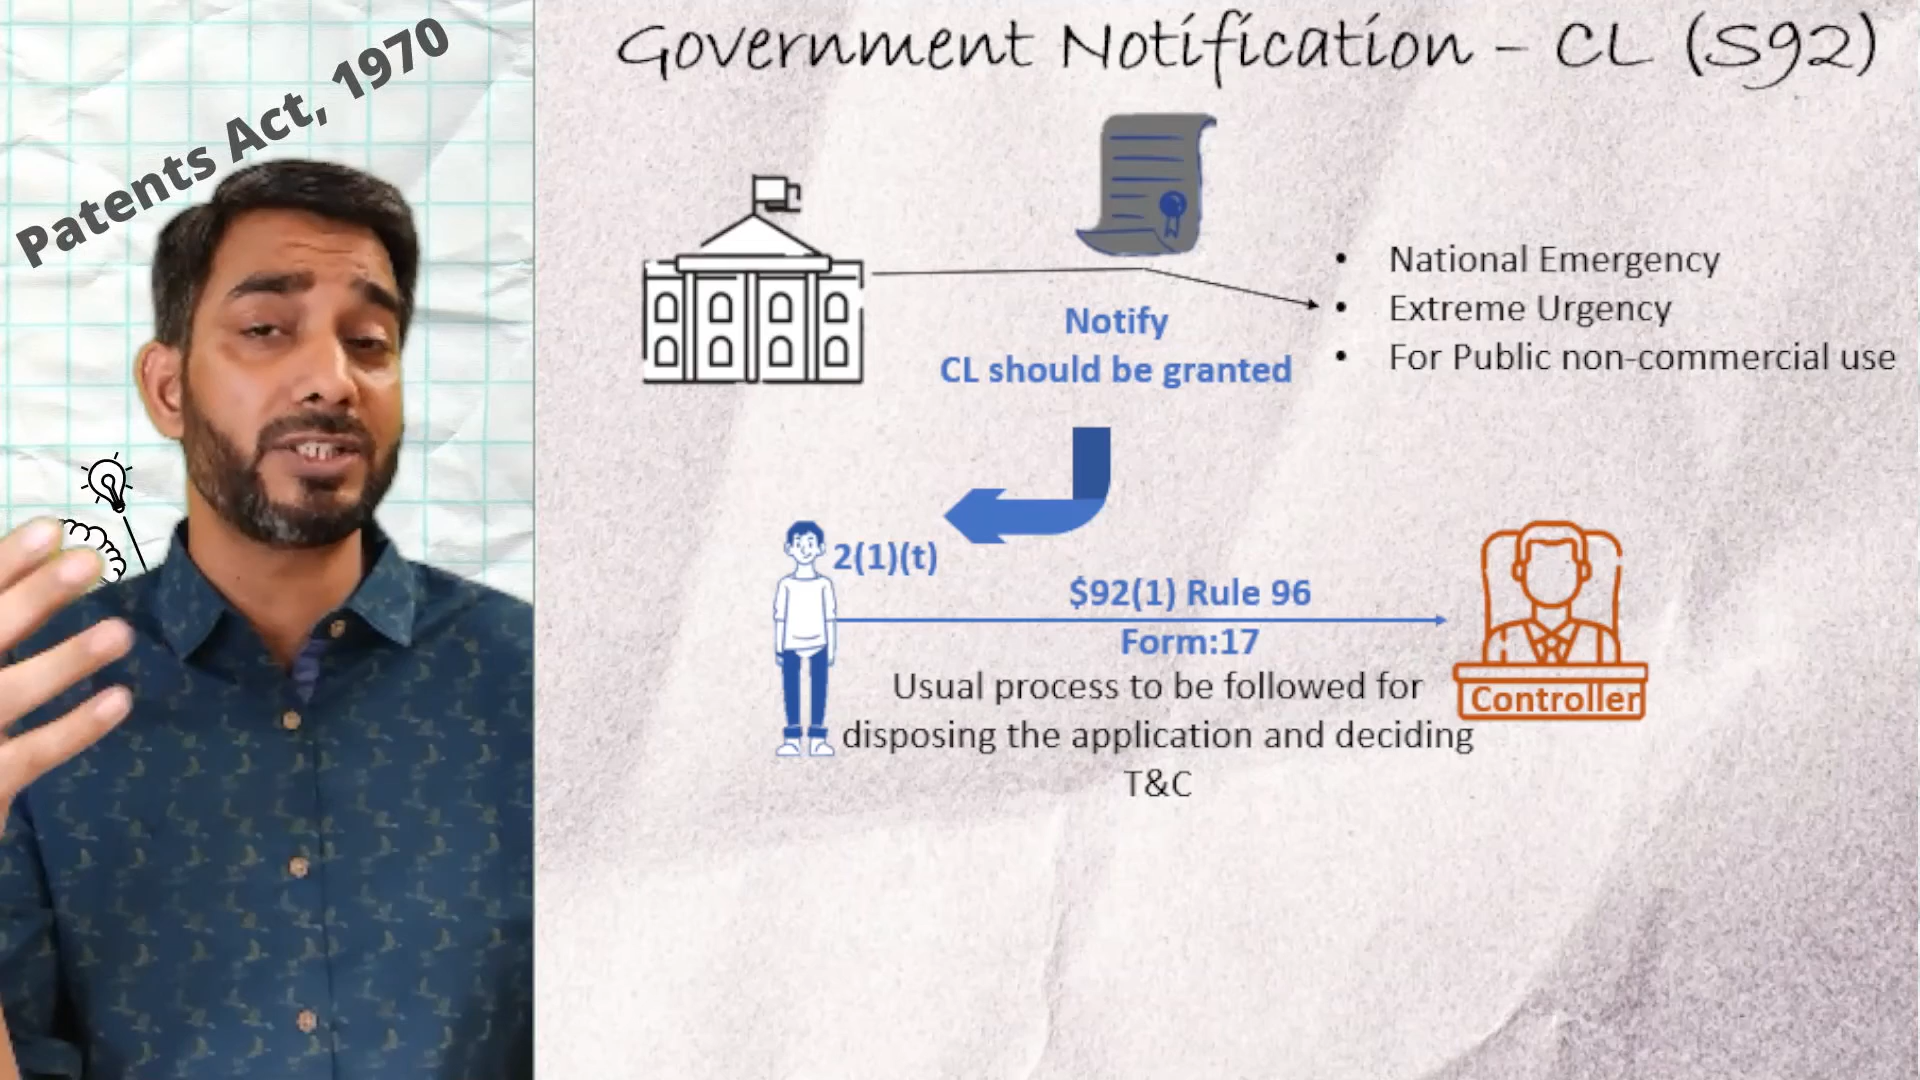 Patents Act, 1970
Government Notification - CL (S92)
Notify
CL should be granted
• National Emergency
• Extreme Urgency
• For Public non-commercial use
2(1)(t)
$92(1) Rule 96
Form:17
Usual process to be followed for
disposing the application and deciding
T&C
Controller